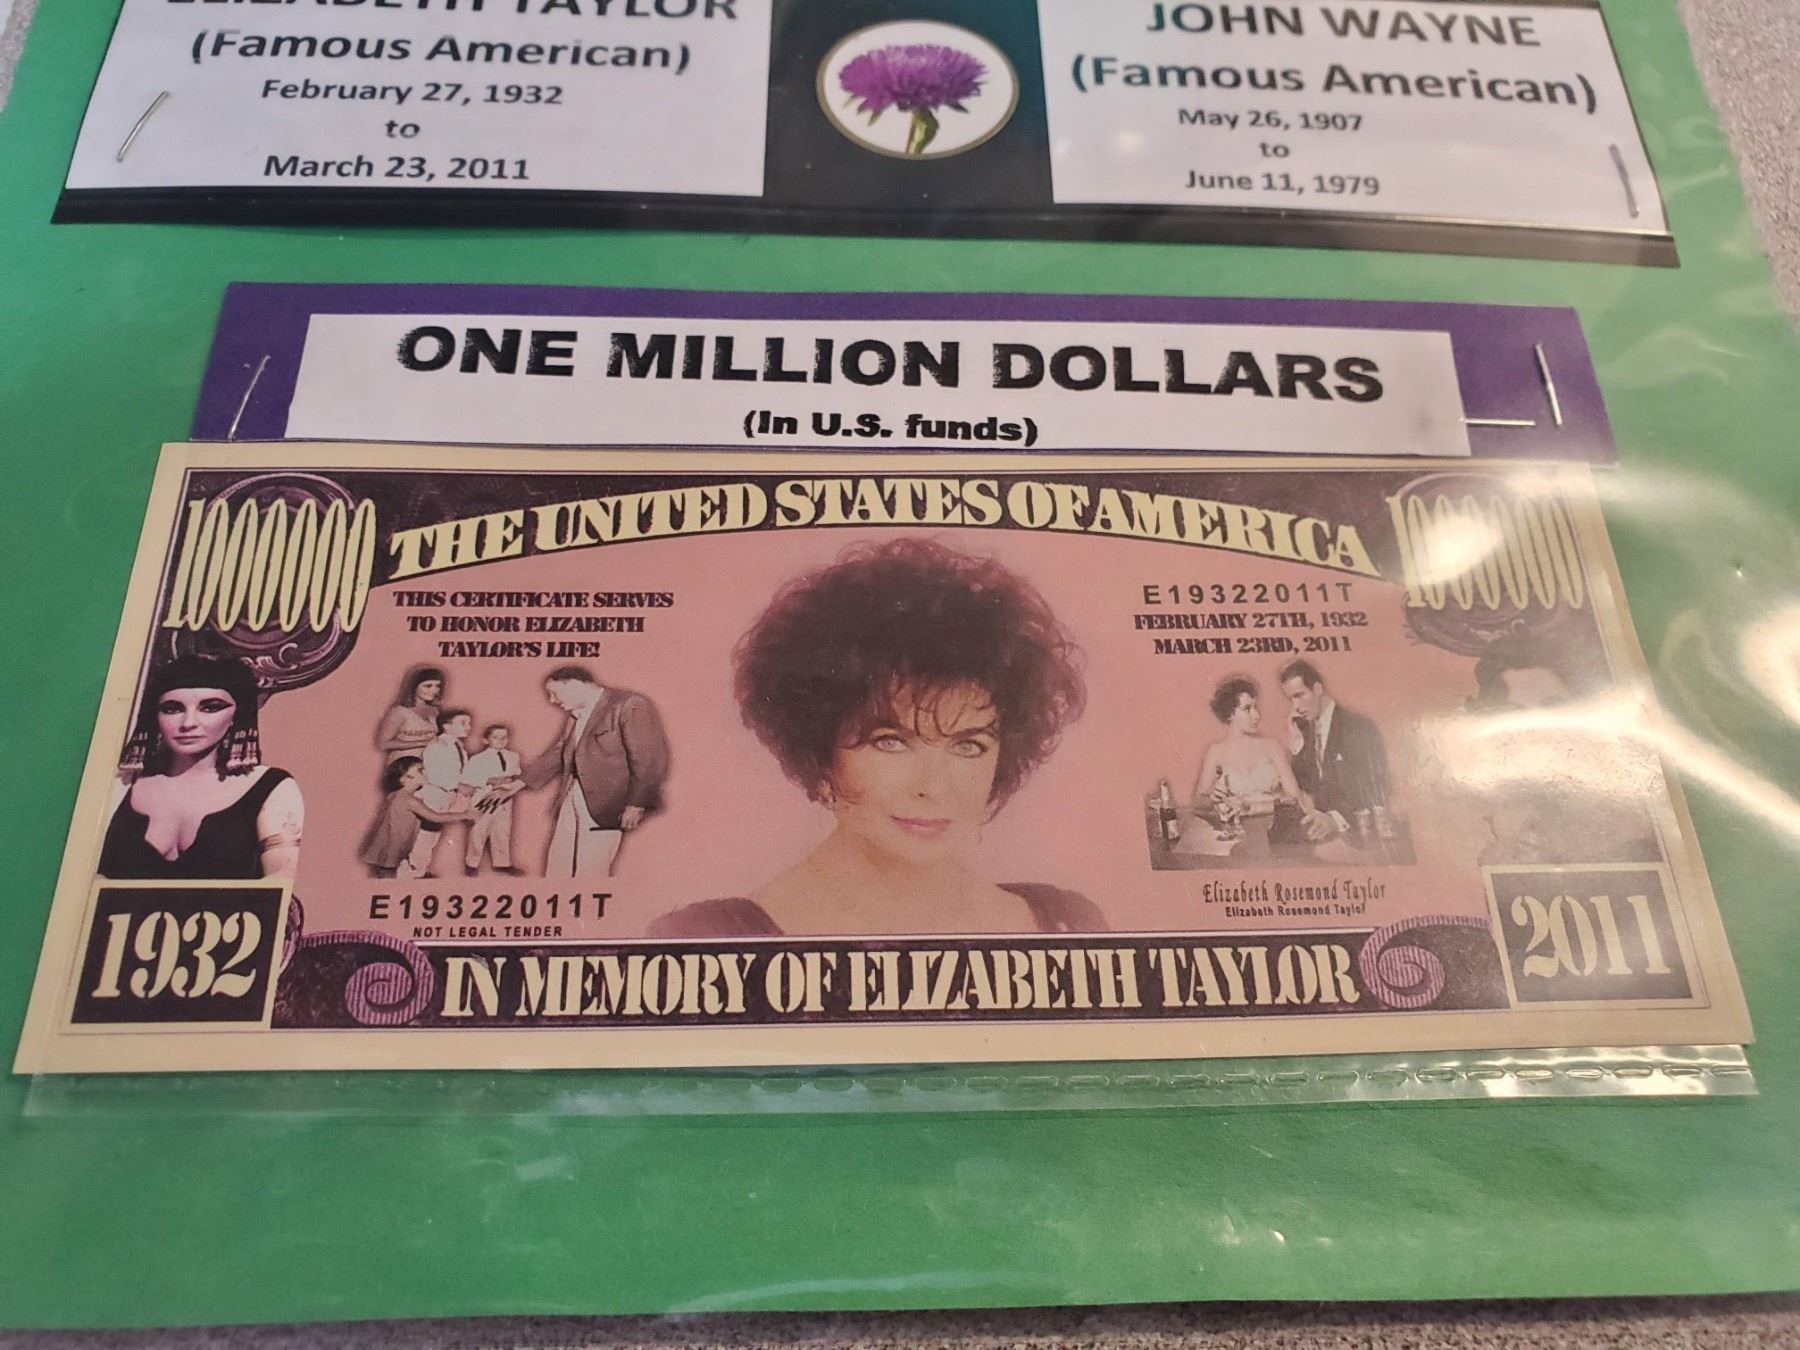 ELIZABETH TAYLOR
(Famous American)
February 27, 1932
to
March 23, 2011
JOHN WAYNE
(Famous American)
May 26, 1907
to
June 11, 1979
ONE MILLION DOLLARS
(In U.S. funds)
1000000
THE UNITED STATES OF AMERICA
1000000
THIS CERTIFICATE SERVES
TO HONOR ELIZABETH
TAYLOR'S LIFE!
E19322011T
FEBRUARY 27TH, 1932
MARCH 23RD, 2011
E19322011T
NOT LEGAL TENDER
Elizabeth Rosemond Taylor
Elizabeth Rosemond Taylor
1932
IN MEMORY OF ELIZABETH TAYLOR
2011